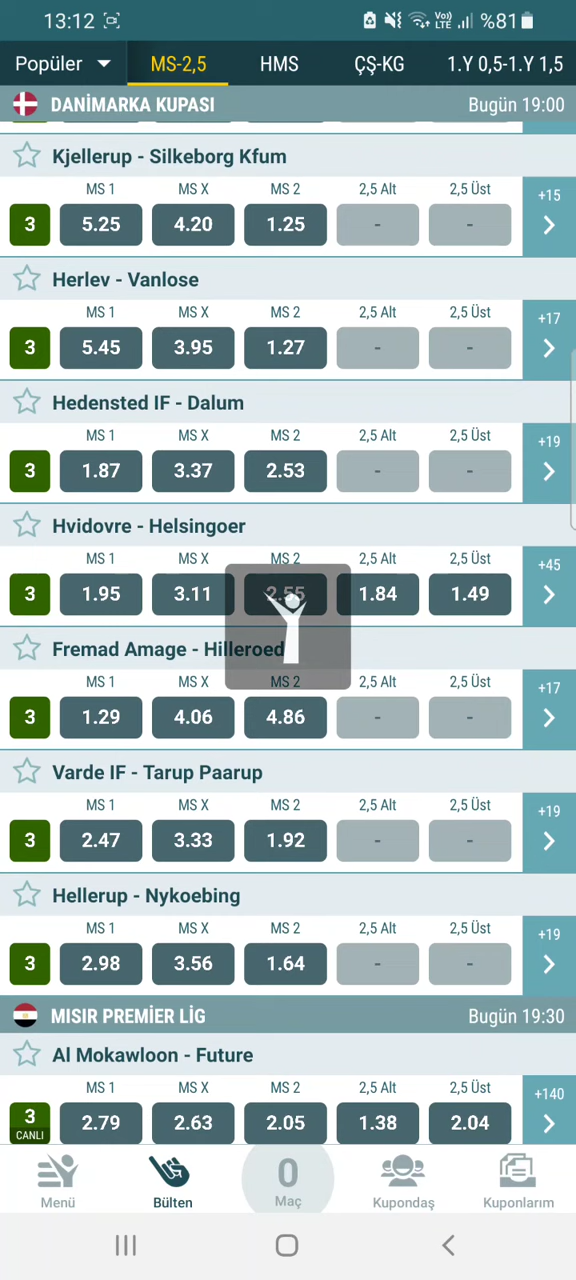 13:12 Vo) LTE %81
Popüler MS-2,5 HMS ÇŞ-KG 1.Y 0,5-1.Y 1,5
DANİMARKA KUPASI Bugün 19:00
Kjellerup - Silkeborg Kfum
MS 1 MS X MS 2 2,5 Alt 2,5 Üst +15
3 5.25 4.20 1.25 - -
Herlev - Vanlose
MS 1 MS X MS 2 2,5 Alt 2,5 Üst +17
3 5.45 3.95 1.27 - -
Hedensted IF - Dalum
MS 1 MS X MS 2 2,5 Alt 2,5 Üst +19
3 1.87 3.37 2.53 - -
Hvidovre - Helsingoer
MS 1 MS X MS 2 2,5 Alt 2,5 Üst +45
3 1.95 3.11 2.55 1.84 1.49
Fremad Amage - Hilleroed
MS 1 MS X MS 2 2,5 Alt 2,5 Üst +17
3 1.29 4.06 4.86 - -
Varde IF - Tarup Paarup
MS 1 MS X MS 2 2,5 Alt 2,5 Üst +19
3 2.47 3.33 1.92 - -
Hellerup - Nykoebing
MS 1 MS X MS 2 2,5 Alt 2,5 Üst +19
3 2.98 3.56 1.64 - -
MISIR PREMİER LİG Bugün 19:30
Al Mokawloon - Future
MS 1 MS X MS 2 2,5 Alt 2,5 Üst +140
3 2.79 2.63 2.05 1.38 2.04
CANLI
0
Menü Bülten Maç Kupondaş Kuponlarım